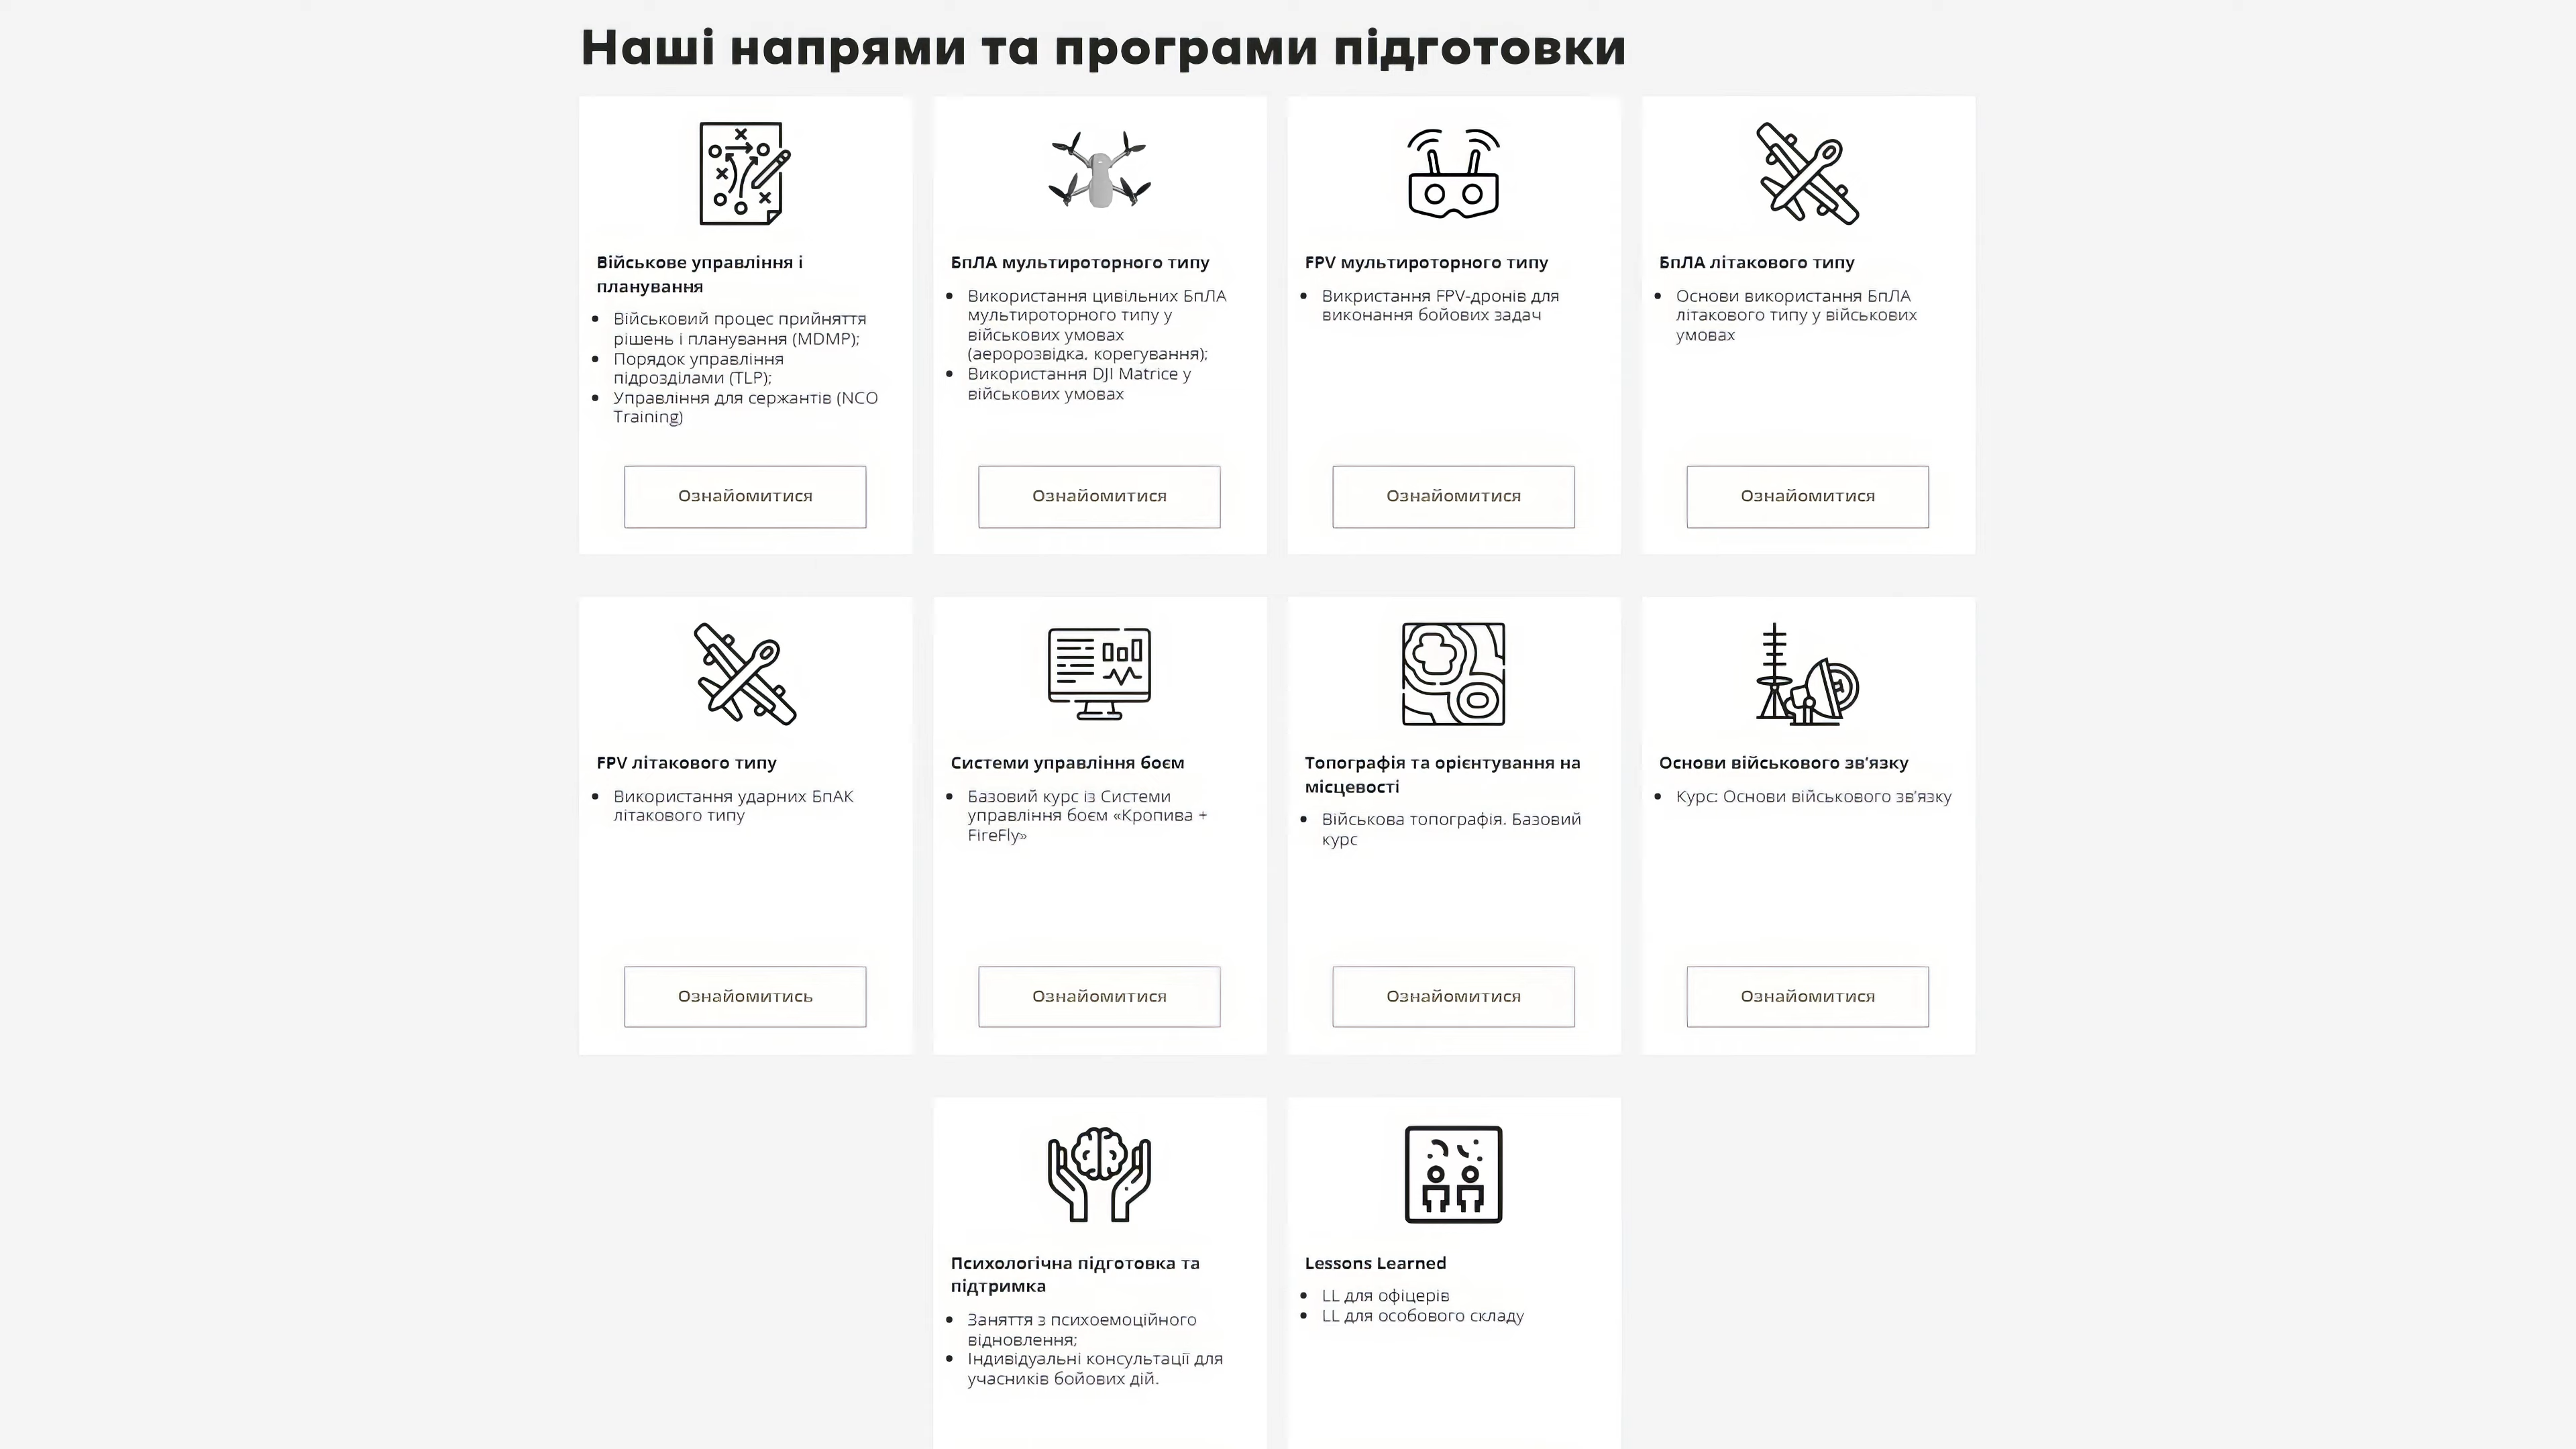 Наші напрями та програми підготовки
Військове управління і
планування
Військовий процес прийняття
рішень і планування (MDMP);
Порядок управління
підрозділами (TLP);
Управління для сержантів (NCO
Training)
Ознайомитися
БпЛА мультироторного типу
Використання цивільних БпЛА
мультироторного типу у
військових умовах
(аеророзвідка, корегування);
Використання DJI Matrice у
військових умовах
Ознайомитися
FPV мультироторного типу
Викристання FPV-дронів для
виконання бойових задач
Ознайомитися
БпЛА літакового типу
Основи використання БпЛА
літакового типу у військових
умовах
Ознайомитися
FPV літакового типу
Використання ударних БпАК
літакового типу
Ознайомитись
Системи управління боєм
Базовий курс із Системи
управління боєм «Кропива +
FireFly»
Ознайомитися
Топографія та орієнтування на
місцевості
Військова топографія. Базовий
курс
Ознайомитися
Основи військового зв'язку
Курс: Основи військового зв'язку
Ознайомитися
Психологічна підготовка та
підтримка
Заняття з психоемоційного
відновлення;
Індивідуальні консультації для
учасників бойових дій.
Lessons Learned
LL для офіцерів
LL для особового складу